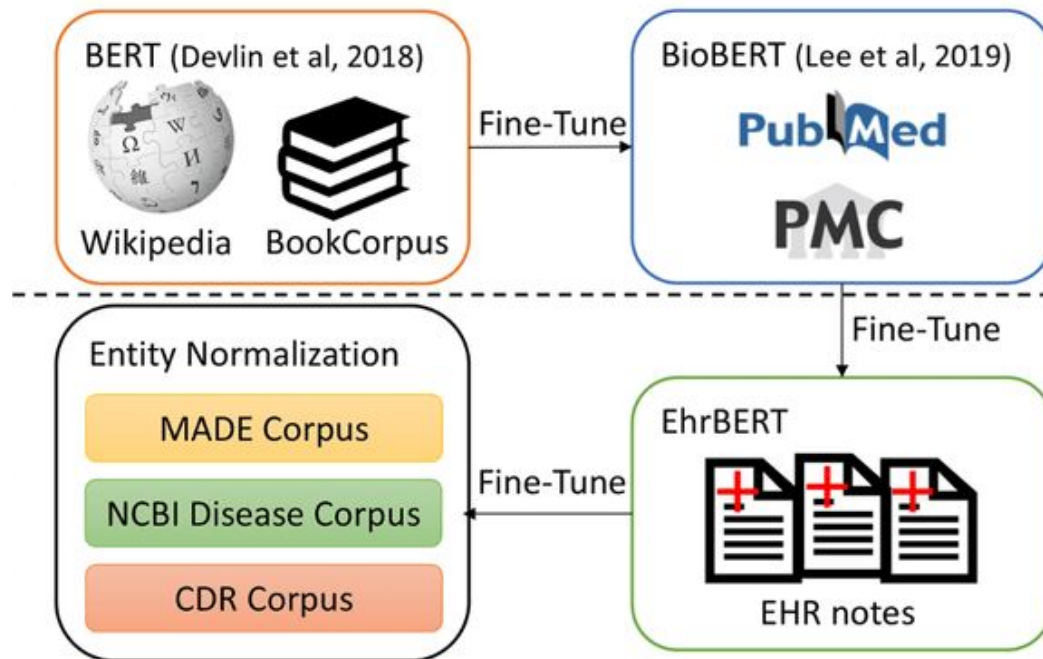 BERT (Devlin et al, 2018)
Wikipedia
BookCorpus
Fine-Tune
BioBERT (Lee et al, 2019)
PubMed
PMC
Fine-Tune
EhrBERT
EHR notes
Fine-Tune
Entity Normalization
MADE Corpus
NCBI Disease Corpus
CDR Corpus